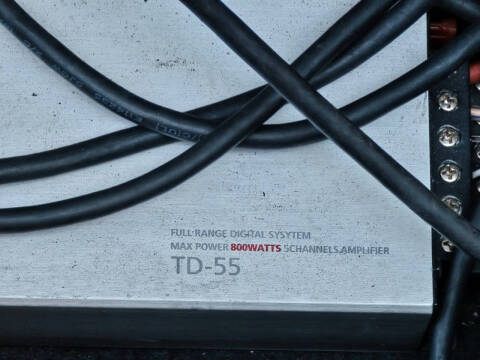 FULL RANGE DIGITAL SYSYTEM
MAX POWER 800WATTS 5CHANNELS AMPLIFIER
TD-55